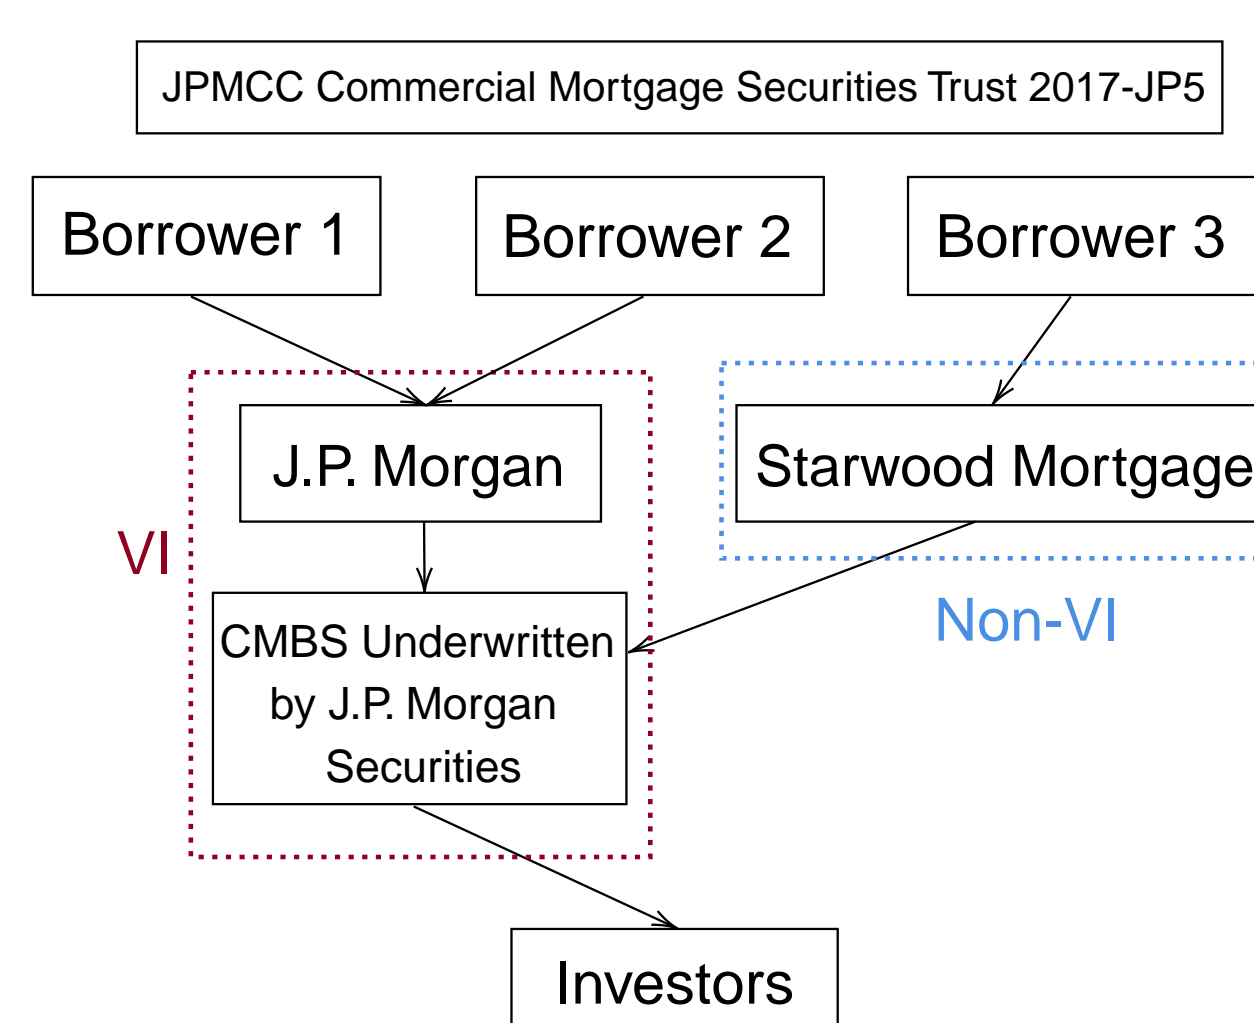 JPMCC Commercial Mortgage Securities Trust 2017-JP5
Borrower 1
Borrower 2
Borrower 3
J.P. Morgan
Starwood Mortgage
VI
CMBS Underwritten
by J.P. Morgan
Securities
Non-VI
Investors